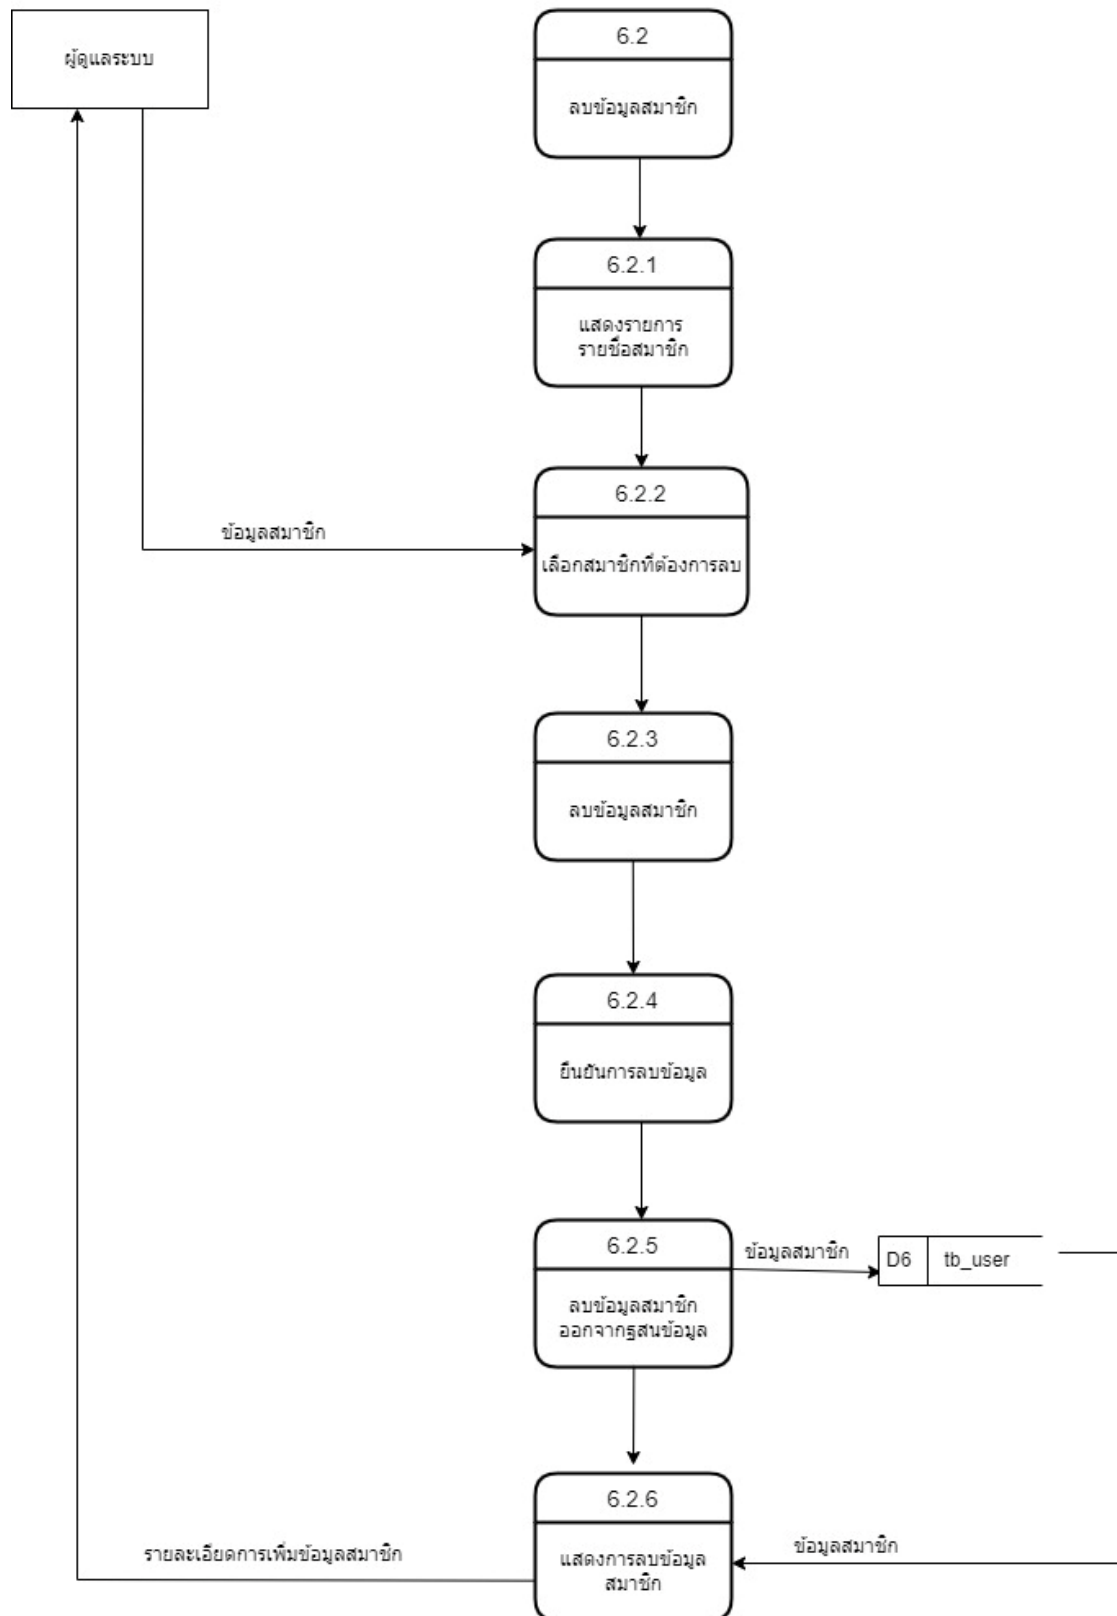 ผู้ดูแลระบบ
6.2
ลบข้อมูลสมาชิก
6.2.1
แสดงรายการ
รายชื่อสมาชิก
6.2.2
ข้อมูลสมาชิก
เลือกสมาชิกที่ต้องการลบ
6.2.3
ลบข้อมูลสมาชิก
6.2.4
ยืนยันการลบข้อมูล
6.2.5
ข้อมูลสมาชิก
D6
tb_user
ลบข้อมูลสมาชิก
ออกจากฐสนข้อมูล
6.2.6
ข้อมูลสมาชิก
รายละเอียดการเพิ่มข้อมูลสมาชิก
แสดงการลบข้อมูล
สมาชิก